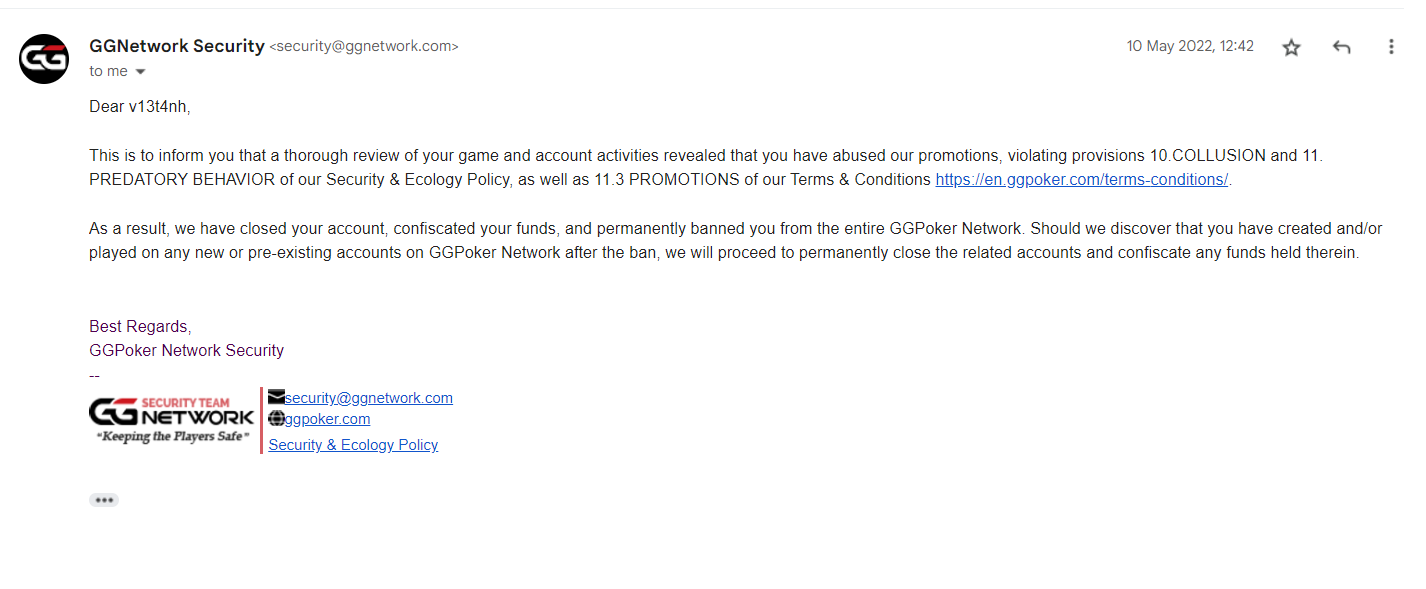 GGNetwork Security <security@ggnetwork.com>
10 May 2022, 12:42
to me
Dear v13t4nh,
This is to inform you that a thorough review of your game and account activities revealed that you have abused our promotions, violating provisions 10.COLLUSION and 11.
PREDATORY BEHAVIOR of our Security & Ecology Policy, as well as 11.3 PROMOTIONS of our Terms & Conditions https://en.ggpoker.com/terms-conditions/.
As a result, we have closed your account, confiscated your funds, and permanently banned you from the entire GGPoker Network. Should we discover that you have created and/or
played on any new or pre-existing accounts on GGPoker Network after the ban, we will proceed to permanently close the related accounts and confiscate any funds held therein.
Best Regards,
GGPoker Network Security
--
GG SECURITY TEAM
NETWORK
"Keeping the Players Safe"
security@ggnetwork.com
ggpoker.com
Security & Ecology Policy